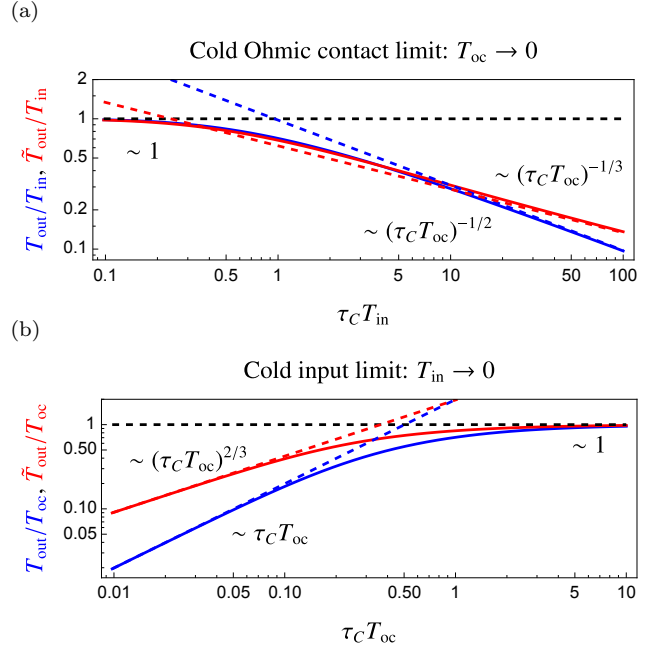 (a)
Cold Ohmic contact limit: T_oc → 0
T_out/T_in, T̃_out/T_in
2
1
0.5
0.2
0.1
~ 1
~ (τ_C T_oc)^{-1/3}
~ (τ_C T_oc)^{-1/2}
0.1 0.5 1 5 10 50 100
τ_C T_in
(b)
Cold input limit: T_in → 0
T_out/T_oc, T̃_out/T_oc
1
0.50
0.10
0.05
~ (τ_C T_oc)^{2/3}
~ 1
~ τ_C T_oc
0.01 0.05 0.10 0.50 1 5 10
τ_C T_oc